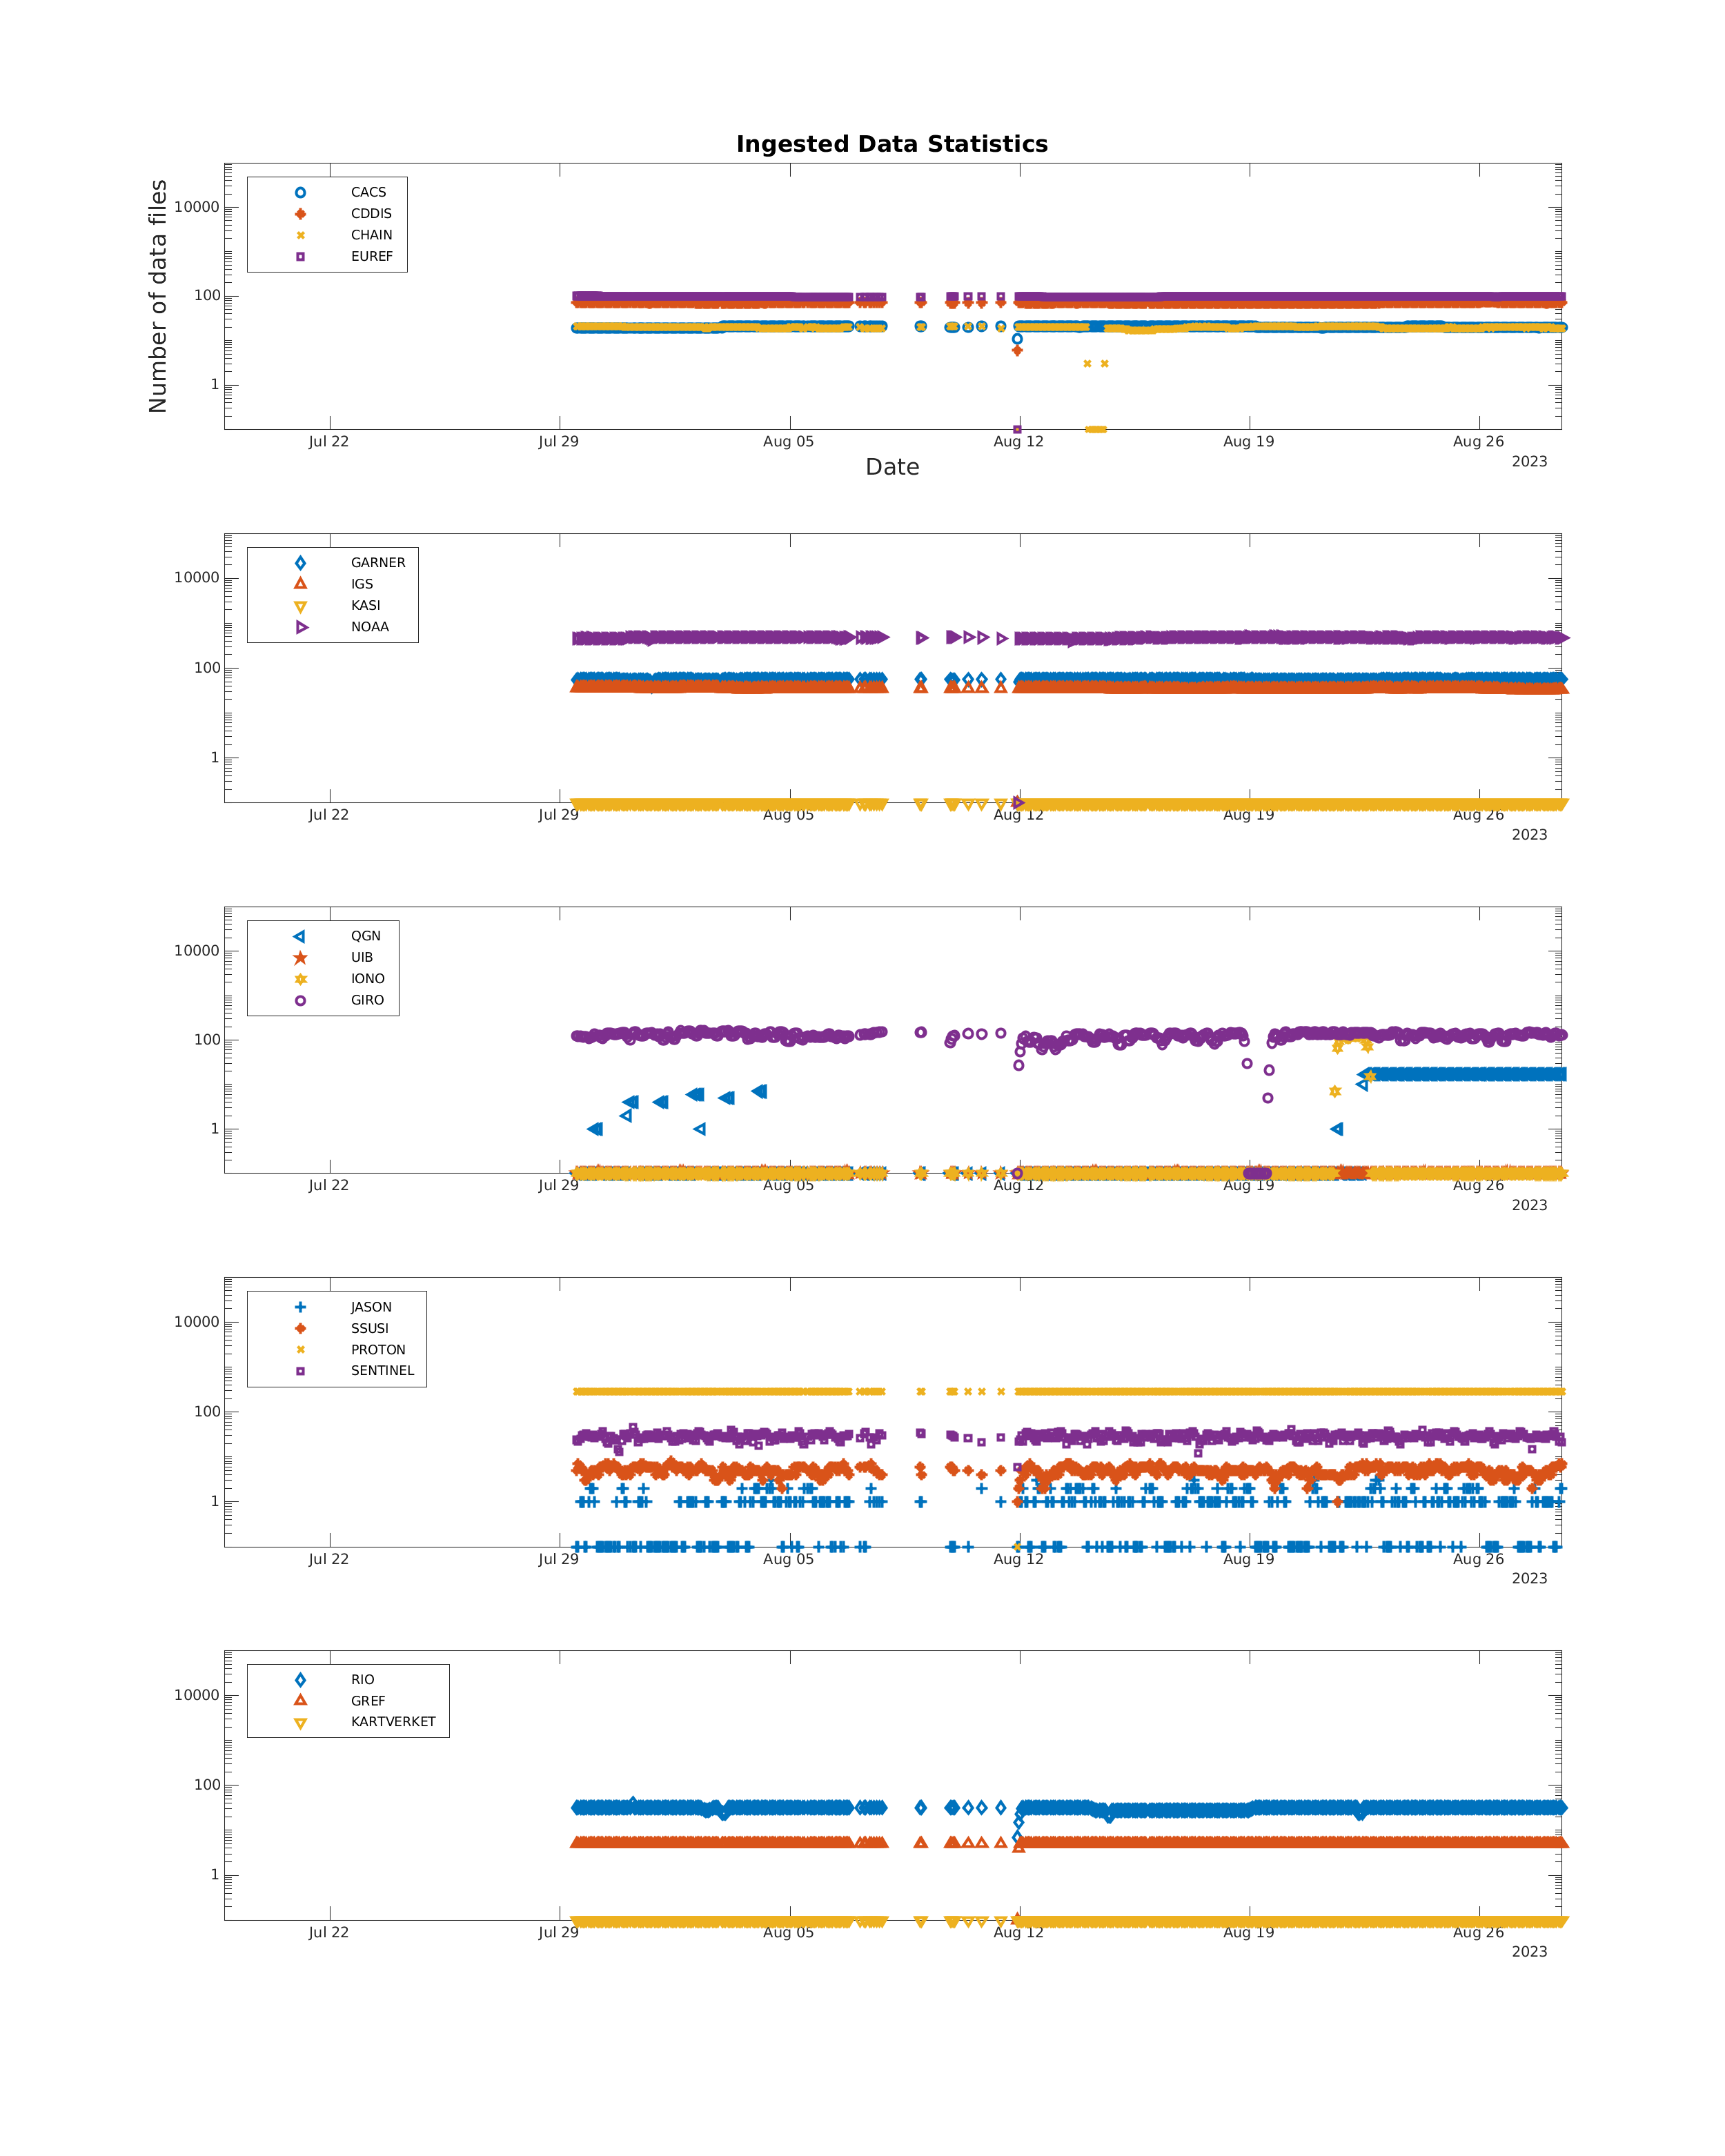 Ingested Data Statistics
Number of data files
10000
100
1
CACS
CDDIS
CHAIN
EUREF
Jul 22
Jul 29
Aug 05
Aug 12
Aug 19
Aug 26
2023
Date
10000
100
1
GARNER
IGS
KASI
NOAA
Jul 22
Jul 29
Aug 05
Aug 12
Aug 19
Aug 26
2023
10000
100
1
QGN
UIB
IONO
GIRO
Jul 22
Jul 29
Aug 05
Aug 12
Aug 19
Aug 26
2023
10000
100
1
JASON
SSUSI
PROTON
SENTINEL
Jul 22
Jul 29
Aug 05
Aug 12
Aug 19
Aug 26
2023
10000
100
1
RIO
GREF
KARTVERKET
Jul 22
Jul 29
Aug 05
Aug 12
Aug 19
Aug 26
2023